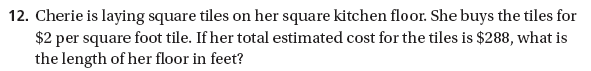 12. Cherie is laying square tiles on her square kitchen floor. She buys the tiles for
$2 per square foot tile. If her total estimated cost for the tiles is $288, what is
the length of her floor in feet?